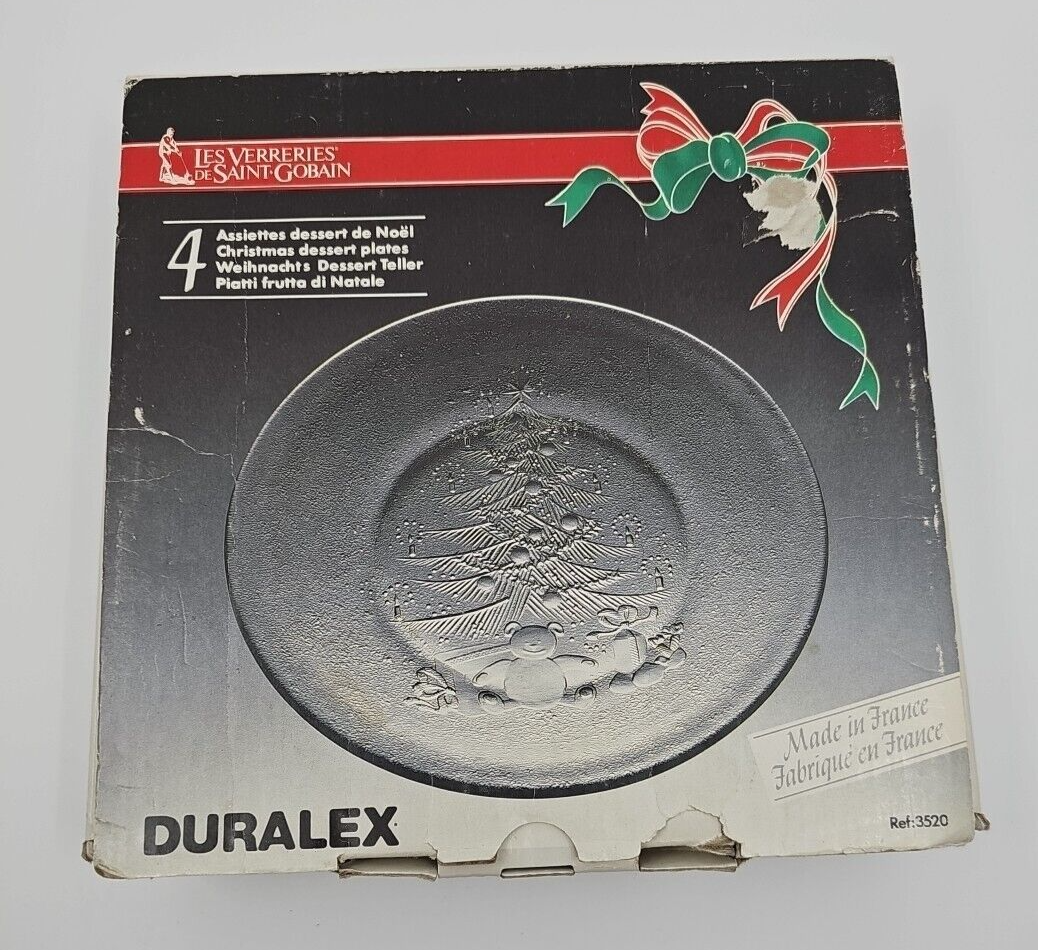 LES VERRERIES
DE SAINT-GOBAIN
4
Assiettes dessert de Noël
Christmas dessert plates
Weihnachts Dessert Teller
Piatti frutta di Natale
Made in France
Fabriqué en France
DURALEX
Ref:3520